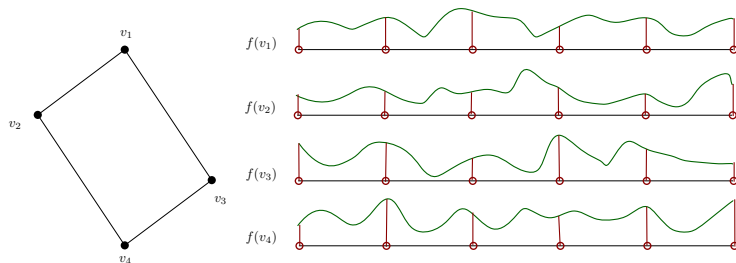 v₁
v₂
v₃
v₄
f(v₁)
f(v₂)
f(v₃)
f(v₄)